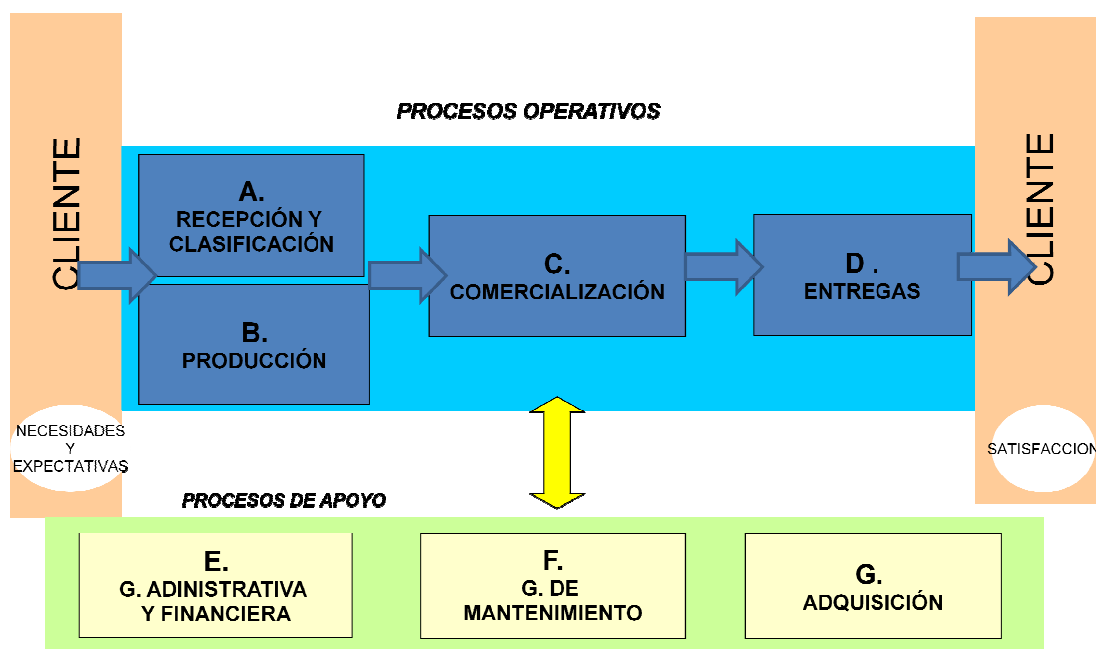 PROCESOS OPERATIVOS
CLIENTE
A.
RECEPCIÓN Y
CLASIFICACIÓN
B.
PRODUCCIÓN
C.
COMERCIALIZACIÓN
D .
ENTREGAS
CLIENTE
NECESIDADES
Y
EXPECTATIVAS
SATISFACCION
PROCESOS DE APOYO
E.
G. ADINISTRATIVA
Y FINANCIERA
F.
G. DE
MANTENIMIENTO
G.
ADQUISICIÓN